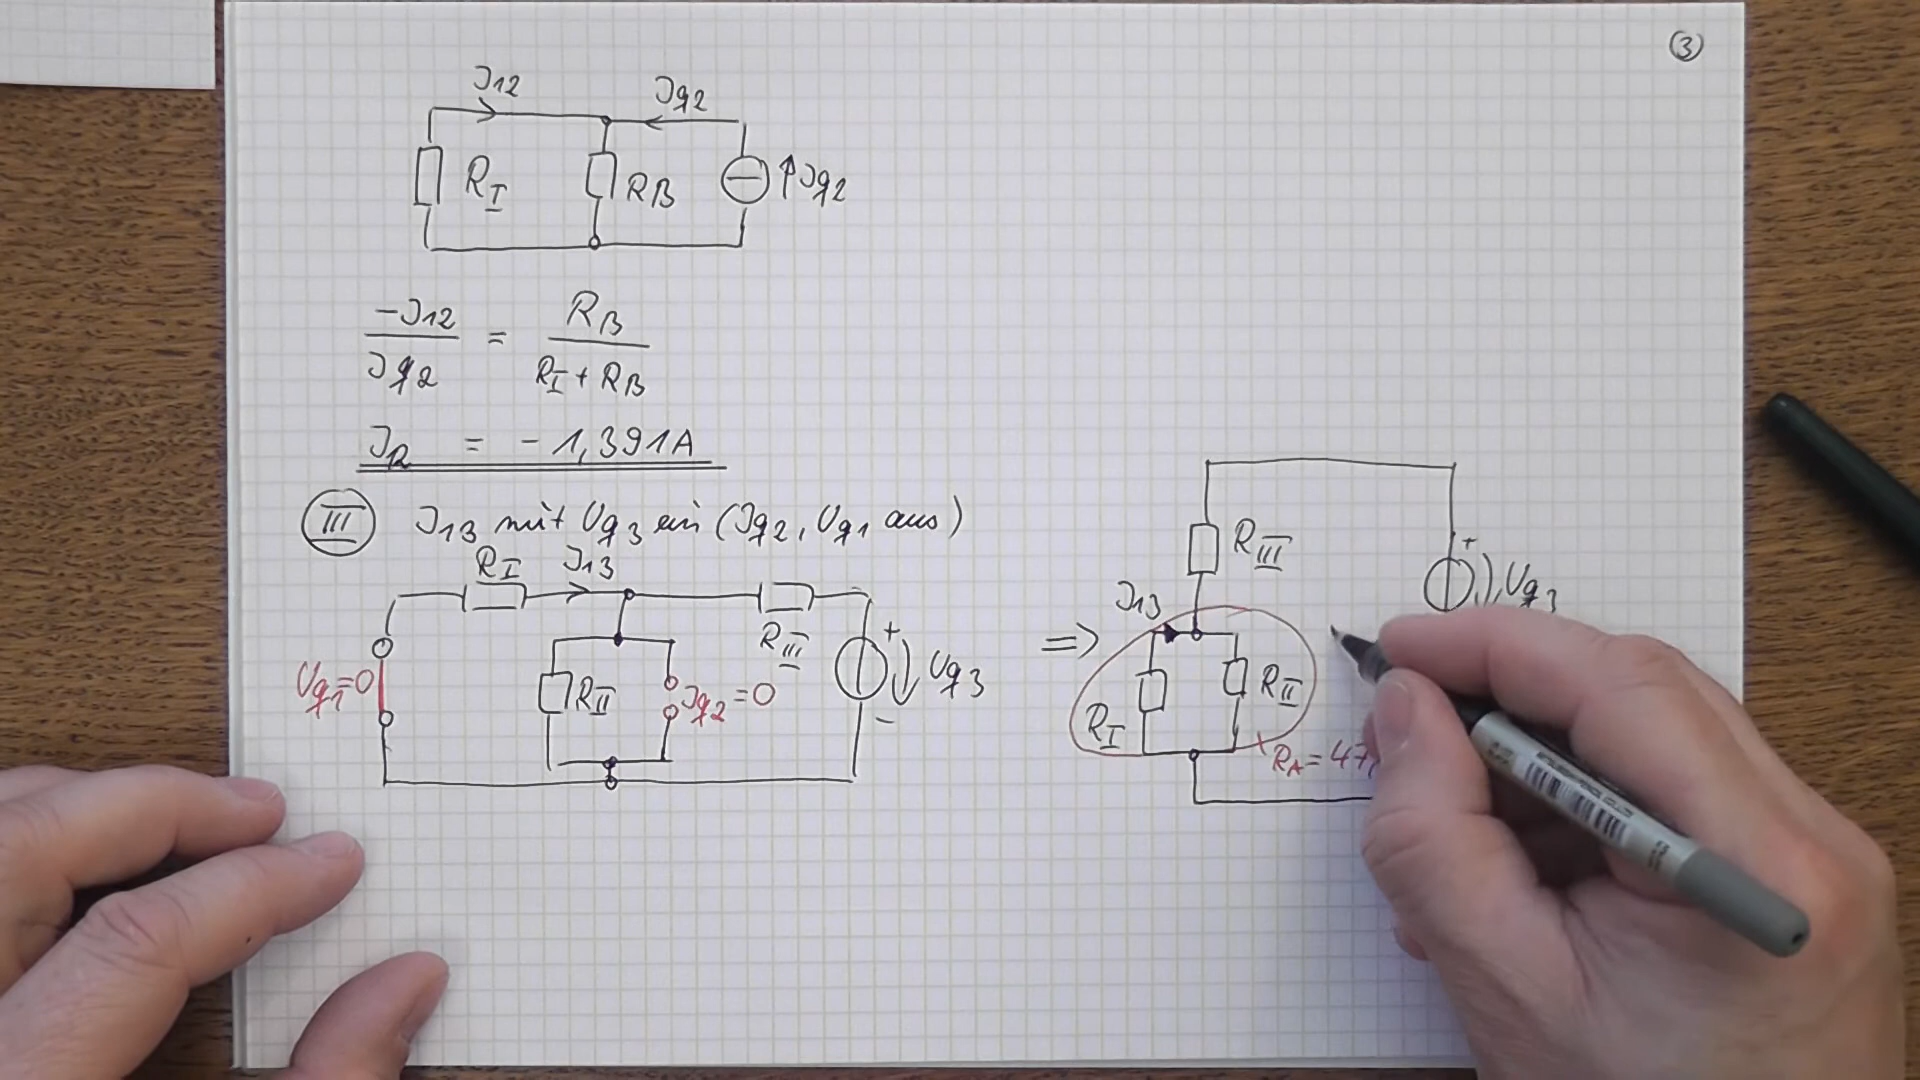 (3)
I12
Iq2
RI
RB
↑Iq2
-I12 / Iq2 = RB / (RI + RB)
I12 = -1,391A
III I13 mit Uq3 ein (Iq2, Uq1 aus)
RI I13
RIII
+
Uq1=0
RII
Iq2=0
Uq3
-
=>
RIII
+
Uq3
I13
RI
RII
RA=47